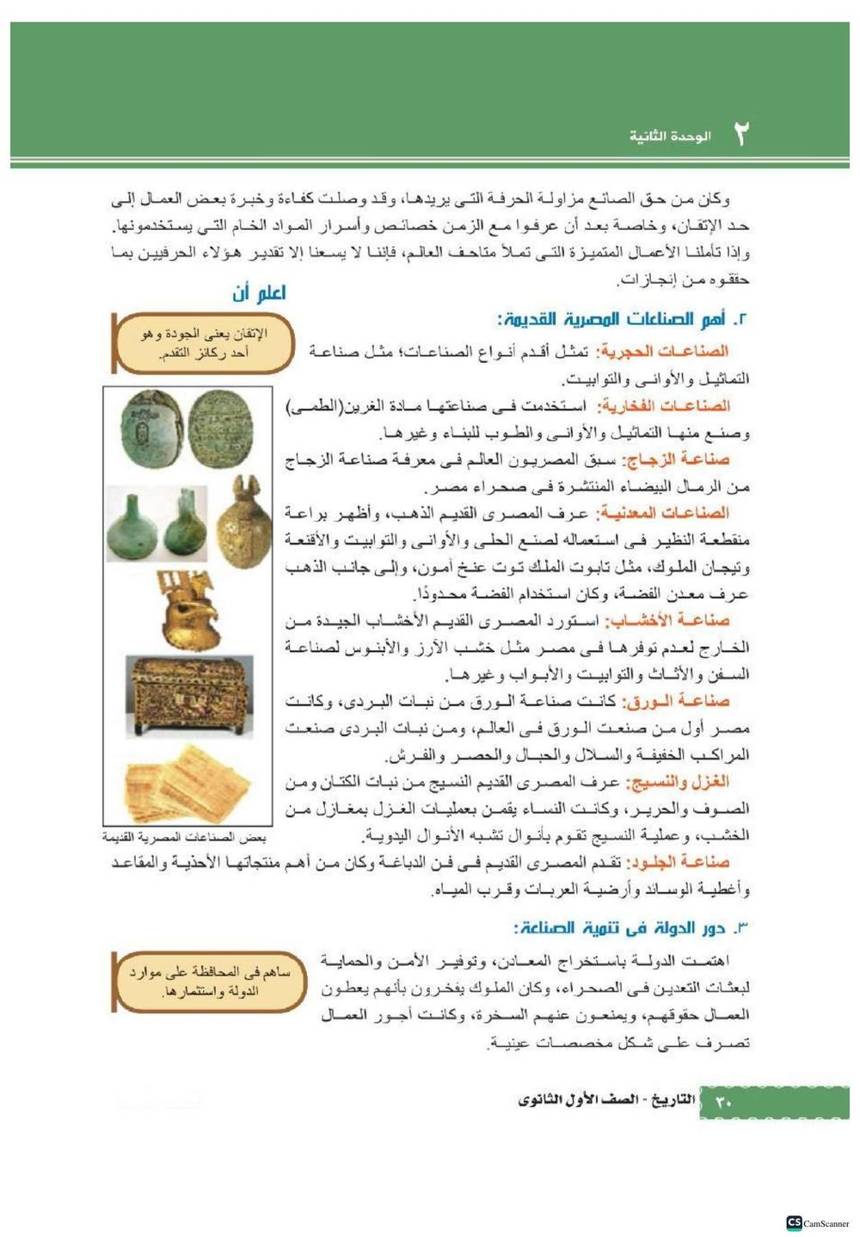 ٢ الوحدة الثانية
وكان من حق الصانع مزاولة الحرفة التى يريدها، وقد وصلت كفاءة وخبرة بعض العمال إلى
حد الإتقان، وخاصة بعد أن عرفوا مع الزمن خصائص وأسرار المواد الخام التى يستخدمونها.
وإذا تأملنا الأعمال المتميزة التى تملأ متاحف العالم، فإننا لا يسعنا إلا تقدير هؤلاء الحرفيين بما
حققوه من إنجازات.
اعلم أن
الإتقان يعنى الجودة وهو
أحد ركائز التقدم.
٢. أهم الصناعات المصرية القديمة:
الصناعات الحجرية: تمثل أقدم أنواع الصناعات؛ مثل صناعة
التماثيل والأوانى والتوابيت.
الصناعات الفخارية: استخدمت فى صناعتها مادة الغرين(الطمى)
وصنع منها التماثيل والأوانى والطوب للبناء وغيرها.
صناعة الزجاج: سبق المصريون العالم فى معرفة صناعة الزجاج
من الرمال البيضاء المنتشرة فى صحراء مصر.
الصناعات المعدنية: عرف المصرى القديم الذهب، وأظهر براعة
منقطعة النظير فى استعماله لصنع الحلى والأوانى والتوابيت والأقنعة
وتيجان الملوك، مثل تابوت الملك توت عنخ آمون، وإلى جانب الذهب
عرف معدن الفضة، وكان استخدام الفضة محدودًا.
صناعة الأخشاب: استورد المصرى القديم الأخشاب الجيدة من
الخارج لعدم توفرها فى مصر مثل خشب الأرز والأبنوس لصناعة
السفن والأثاث والتوابيت والأبواب وغيرها.
صناعة الورق: كانت صناعة الورق من نبات البردى، وكانت
مصر أول من صنعت الورق فى العالم، ومن نبات البردى صنعت
المراكب الخفيفة والسلال والحبال والحصر والفرش.
الغزل والنسيج: عرف المصرى القديم النسيج من نبات الكتان ومن
الصوف والحرير، وكانت النساء يقمن بعمليات الغزل بمغازل من
الخشب، وعملية النسيج تقوم بأنوال تشبه الأنوال اليدوية.
بعض الصناعات المصرية القديمة
صناعة الجلود: تقدم المصرى القديم فى فن الدباغة وكان من أهم منتجاتها الأحذية والمقاعد
وأغطية الوسائد وأرضية العربات وقرب المياه.
٣. دور الدولة فى تنمية الصناعة:
اهتمت الدولة باستخراج المعادن، وتوفير الأمن والحماية
لبعثات التعدين فى الصحراء، وكان الملوك يفخرون بأنهم يعطون
العمال حقوقهم، ويمنعون عنهم السخرة، وكانت أجور العمال
تصرف على شكل مخصصات عينية.
ساهم فى المحافظة على موارد
الدولة واستثمارها.
٣٠ التاريخ - الصف الأول الثانوى
CS CamScanner